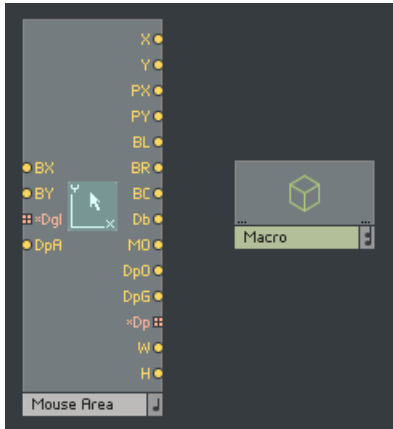 X
Y
PX
PY
BL
BX BR
BY Y X BC
×Dgl Db
DpA MO
DpO
DpG
×Dp
W
H
Mouse Area
...
...
Macro